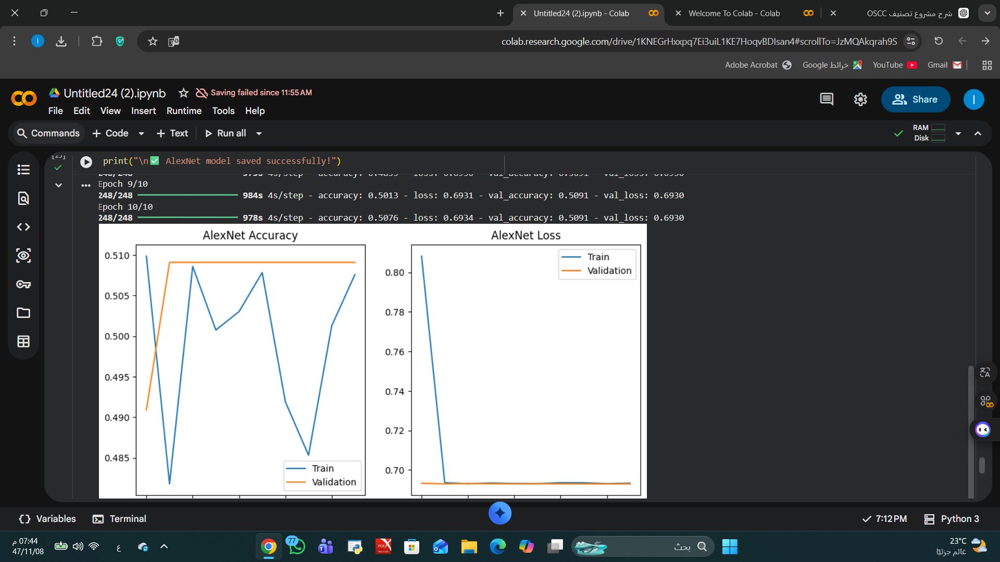 Untitled24 (2).ipynb - Colab
Welcome To Colab - Colab
شرح مشروع تصنيف OSCC
colab.research.google.com/drive/1KNEGrHxxpq7Ei3uiL1KE7HoqvBDIsan4#scrollTo=JzMQAkqrah9S
I
Adobe Acrobat
خرائط Google
YouTube
Gmail
Untitled24 (2).ipynb
Saving failed since 11:55 AM
File Edit View Insert Runtime Tools Help
Share
I
Commands
+ Code
+ Text
Run all
RAM
Disk
[25]
print("\n✅ AlexNet model saved successfully!")
Epoch 9/10
248/248 984s 4s/step - accuracy: 0.5013 - loss: 0.6931 - val_accuracy: 0.5091 - val_loss: 0.6930
Epoch 10/10
248/248 978s 4s/step - accuracy: 0.5076 - loss: 0.6934 - val_accuracy: 0.5091 - val_loss: 0.6930
AlexNet Accuracy
0.510
0.505
0.500
0.495
0.490
0.485
Train
Validation
AlexNet Loss
Train
Validation
0.80
0.78
0.76
0.74
0.72
0.70
{} Variables
Terminal
7:12 PM
Python 3
07:44 م
47/11/08
ع
77
بحث
23°C
غائم جزئيًا